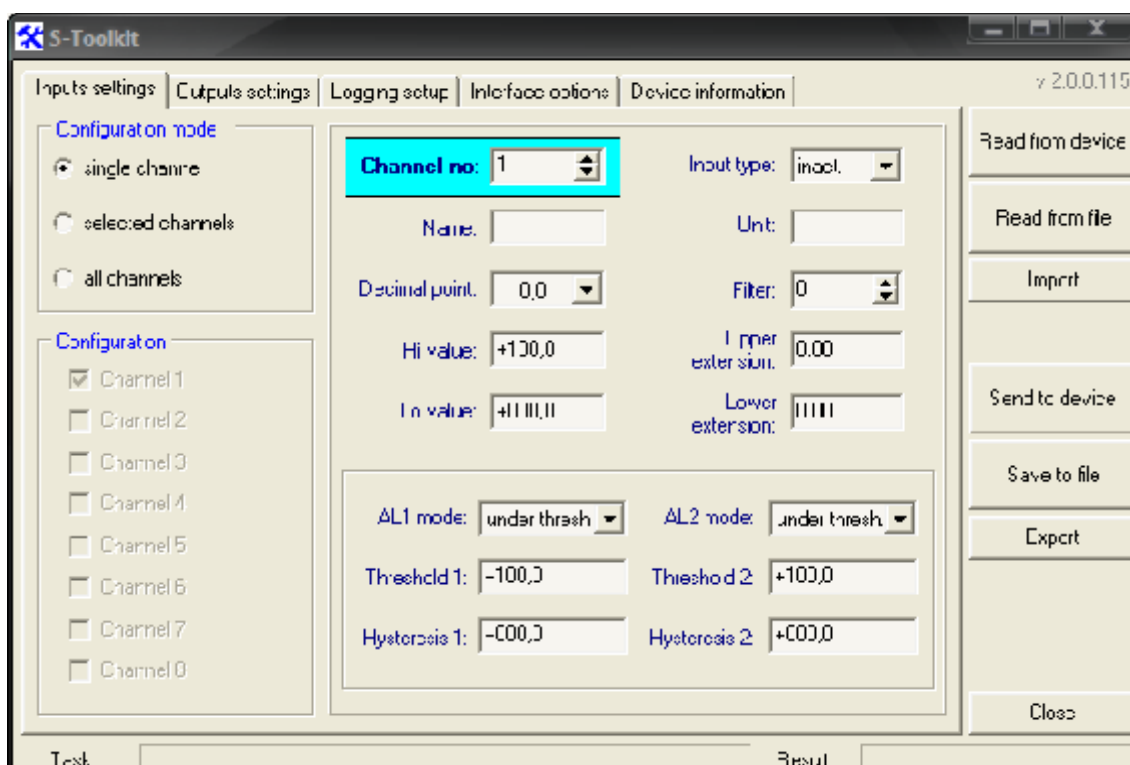 S-Toolkit
Inputs settings Outputs settings Logging setup Interface options Device information v 2.0.0.115
Configuration mode
single channel
selected channels
all channels
Configuration
Channel 1
Channel 2
Channel 3
Channel 4
Channel 5
Channel 6
Channel 7
Channel 8
Channel no: 1 Input type: inact.
Name: Unit:
Decimal point: 0,0 Filter: 0
Hi value: +100,0 Upper extension: 0.00
Lo value: +000,0 Lower extension:
AL1 mode: under thresh. AL2 mode: under thresh.
Threshold 1: -100,0 Threshold 2: +100,0
Hysteresis 1: -000,0 Hysteresis 2: +000,0
Read from device
Read from file
Import
Send to device
Save to file
Export
Close
Task Result